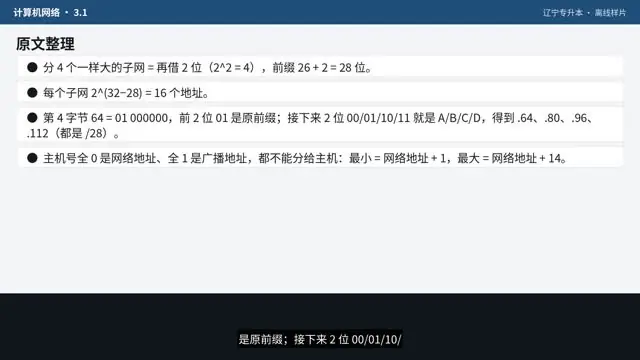 计算机网络 · 3.1
辽宁专升本 · 离线样片
原文整理
● 分 4 个一样大的子网 = 再借 2 位（2^2 = 4），前缀 26 + 2 = 28 位。
● 每个子网 2^(32−28) = 16 个地址。
● 第 4 字节 64 = 01 000000，前 2 位 01 是原前缀；接下来 2 位 00/01/10/11 就是 A/B/C/D，得到 .64、.80、.96、
.112（都是 /28）。
● 主机号全 0 是网络地址、全 1 是广播地址，都不能分给主机：最小 = 网络地址 + 1，最大 = 网络地址 + 14。
是原前缀；接下来 2 位 00/01/10/